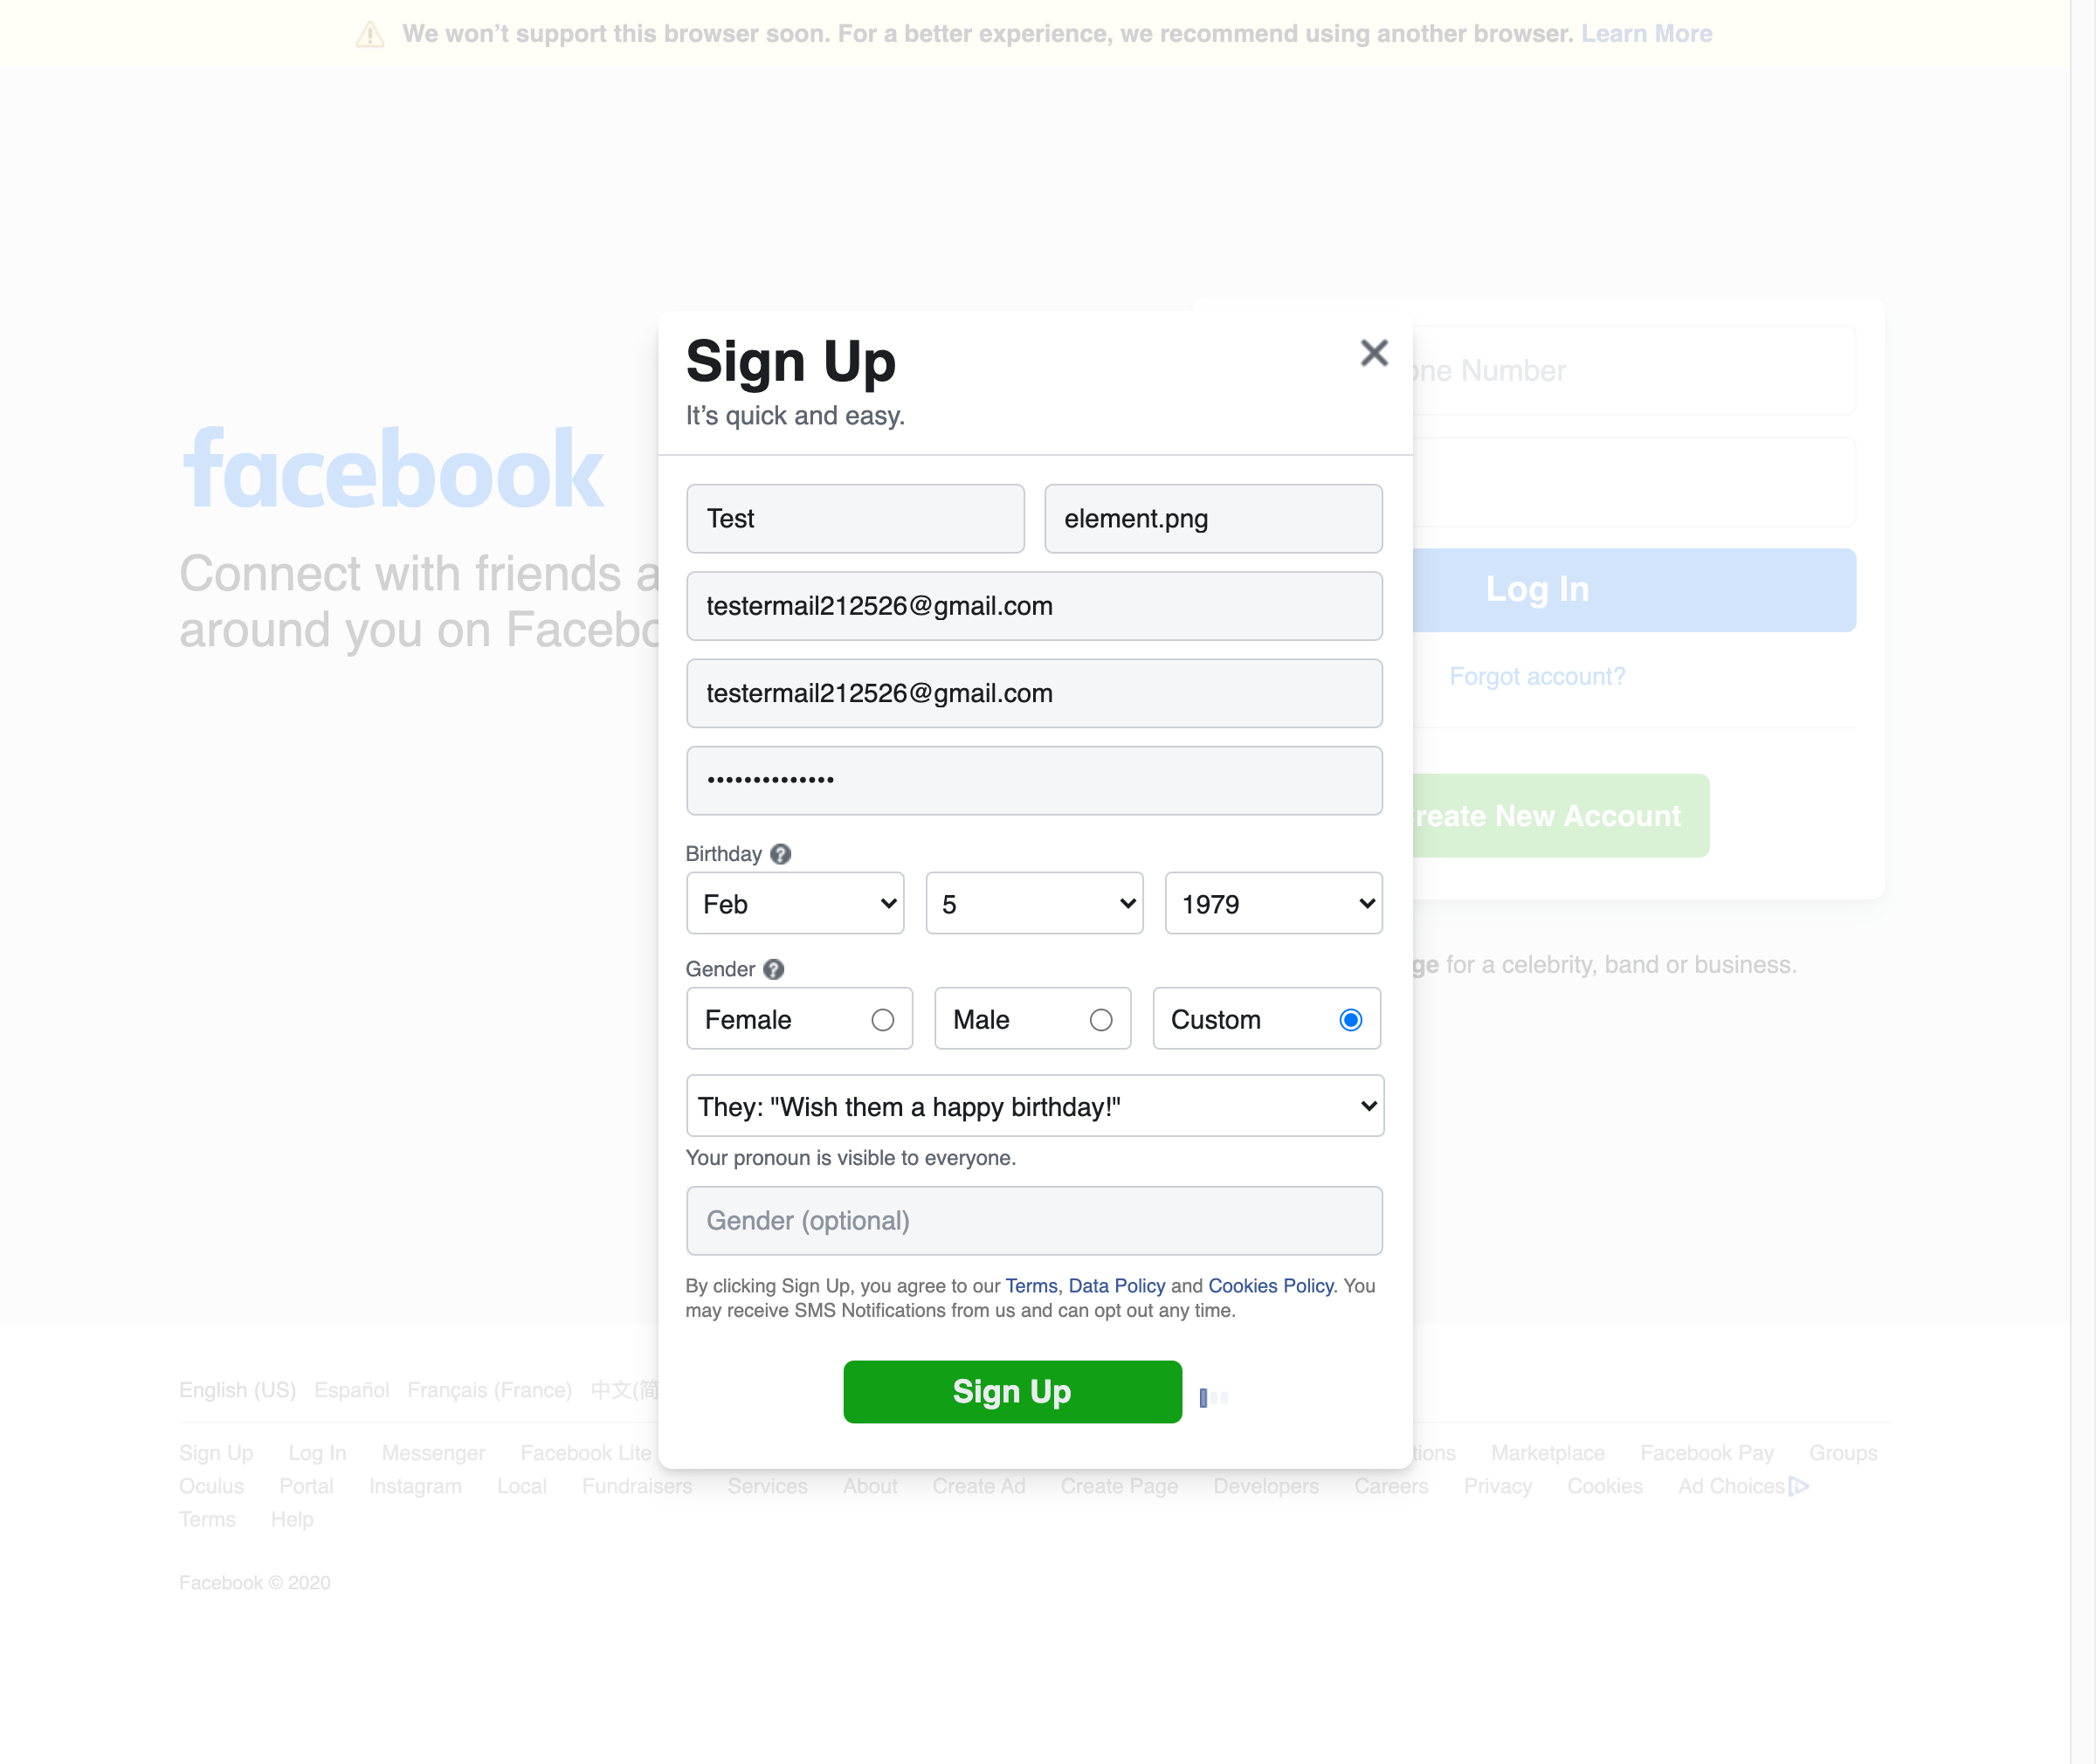 We won’t support this browser soon. For a better experience, we recommend using another browser. Learn More
facebook
Connect with friends a
around you on Facebo
Sign Up
It’s quick and easy.
Test
element.png
testermail212526@gmail.com
testermail212526@gmail.com
••••••••••••••
Birthday ?
Feb
5
1979
Gender ?
Female
Male
Custom
They: "Wish them a happy birthday!"
Your pronoun is visible to everyone.
Gender (optional)
By clicking Sign Up, you agree to our Terms, Data Policy and Cookies Policy. You
may receive SMS Notifications from us and can opt out any time.
Sign Up
Number
Log In
Forgot account?
reate New Account
ge for a celebrity, band or business.
English (US) Español Français (France) 中文(简
Sign Up Log In Messenger Facebook Lite tions Marketplace Facebook Pay Groups
Oculus Portal Instagram Local Fundraisers Services About Create Ad Create Page Developers Careers Privacy Cookies Ad Choices
Terms Help
Facebook © 2020